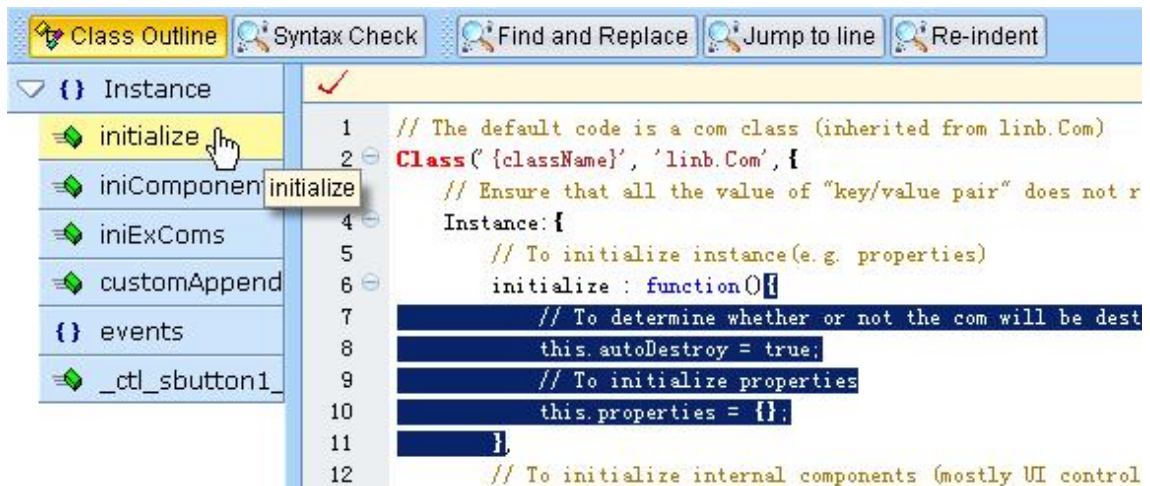 Class Outline Syntax Check Find and Replace Jump to line Re-indent
{} Instance
initialize
initialize
iniComponen
iniExComs
customAppend
{} events
_ctl_sbutton1_
1 // The default code is a com class (inherited from linb.Com)
2 Class('{className}', 'linb.Com',{
// Ensure that all the value of "key/value pair" does not r
4 Instance:{
5 // To initialize instance(e.g. properties)
6 initialize : function(){
7 // To determine whether or not the com will be dest
8 this.autoDestroy = true;
9 // To initialize properties
10 this.properties = {};
11 },
12 // To initialize internal components (mostly UI control